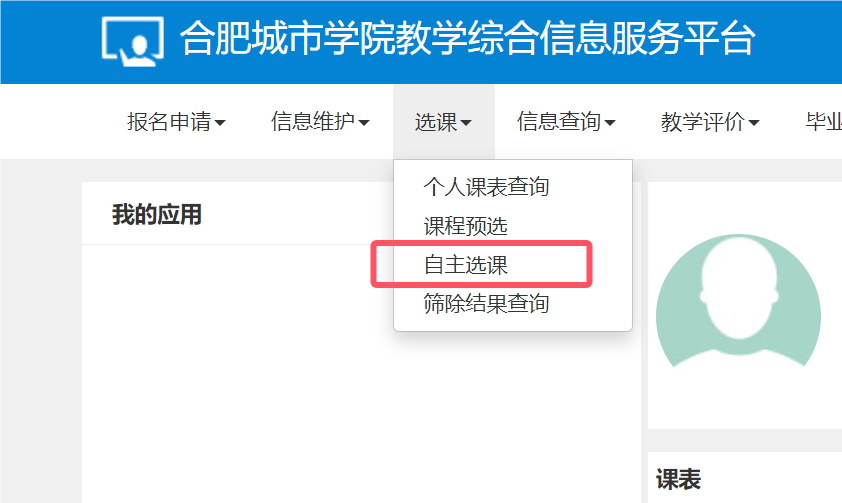 合肥城市学院教学综合信息服务平台
报名申请 信息维护 选课 信息查询 教学评价 毕业
个人课表查询
我的应用
课程预选
自主选课
筛除结果查询
课表